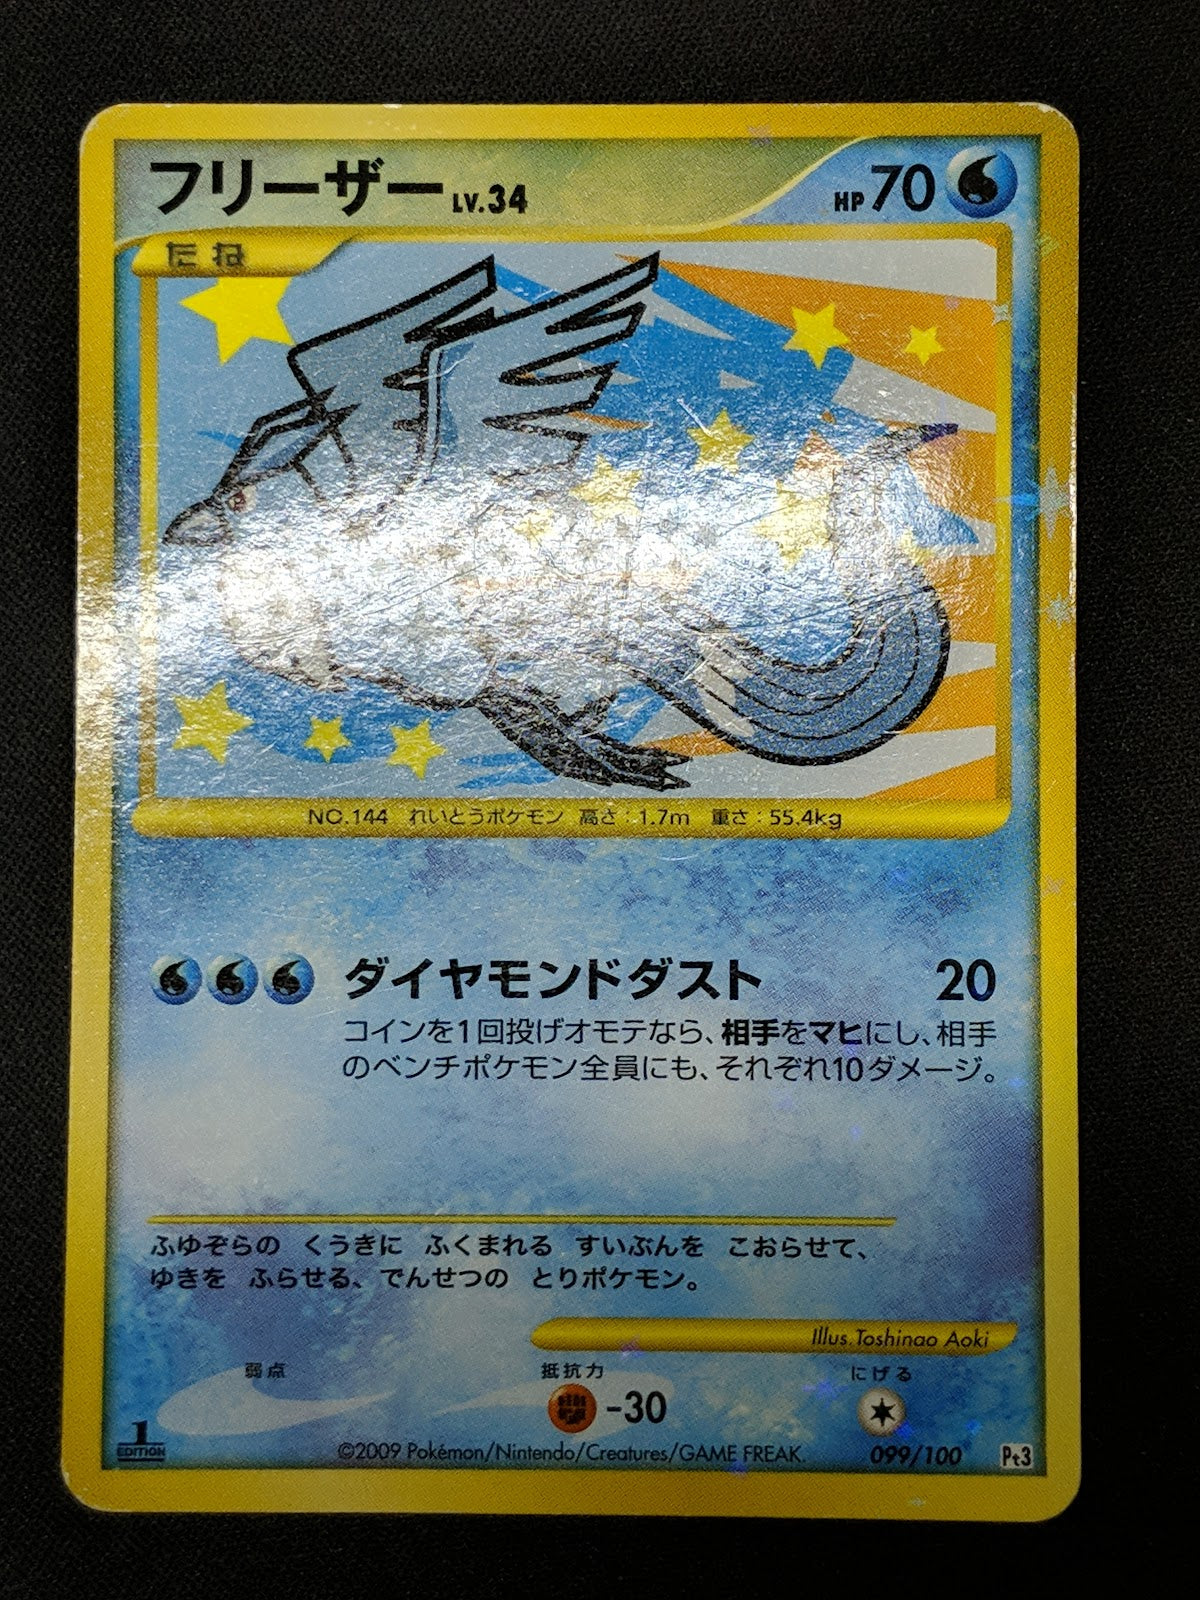 フリーザー LV.34 HP 70
たね
NO.144 れいとうポケモン 高さ：1.7m 重さ：55.4kg
ダイヤモンドダスト 20
コインを1回投げオモテなら、相手をマヒにし、相手
のベンチポケモン全員にも、それぞれ10ダメージ。
ふゆぞらの くうきに ふくまれる すいぶんを こおらせて、
ゆきを ふらせる、でんせつの とりポケモン。
Illus. Toshinao Aoki
弱点 抵抗力 にげる
-30
1 EDITION
©2009 Pokémon/Nintendo/Creatures/GAME FREAK. 099/100 Pt3